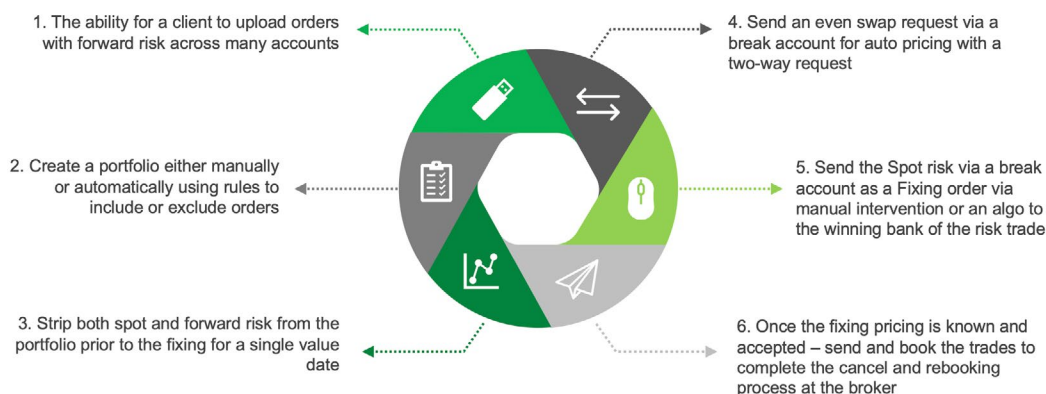 1. The ability for a client to upload orders
with forward risk across many accounts
2. Create a portfolio either manually
or automatically using rules to
include or exclude orders
3. Strip both spot and forward risk from the
portfolio prior to the fixing for a single value
date
4. Send an even swap request via a
break account for auto pricing with a
two-way request
5. Send the Spot risk via a break
account as a Fixing order via
manual intervention or an algo to
the winning bank of the risk trade
6. Once the fixing pricing is known and
accepted – send and book the trades to
complete the cancel and rebooking
process at the broker